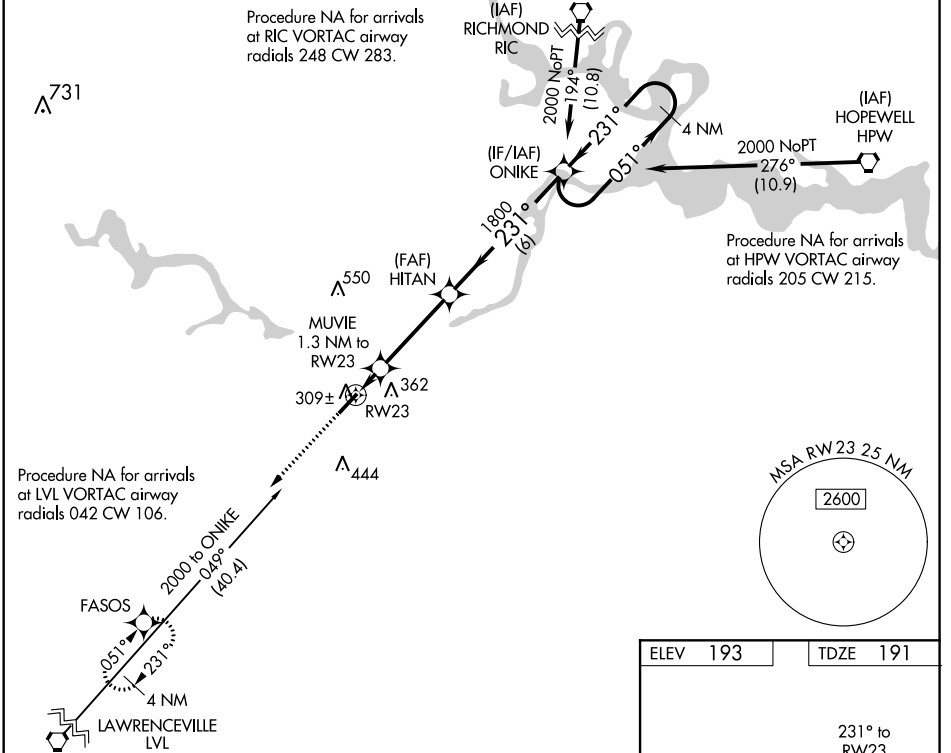 Procedure NA for arrivals
at RIC VORTAC airway
radials 248 CW 283.
(IAF)
RICHMOND
RIC
2000 NoPT
194°
(10.8)
731
231°
051°
4 NM
(IAF)
HOPEWELL
HPW
2000 NoPT
276°
(10.9)
(IF/IAF)
ONIKE
1800
231°
(6)
Procedure NA for arrivals
at HPW VORTAC airway
radials 205 CW 215.
(FAF)
HITAN
550
MUVIE
1.3 NM to
RW23
309±
362
RW23
444
Procedure NA for arrivals
at LVL VORTAC airway
radials 042 CW 106.
2000 to ONIKE
049°
(40.4)
MSA RW 23 25 NM
2600
FASOS
051°
231°
4 NM
LAWRENCEVILLE
LVL
ELEV 193
TDZE 191
231° to
RW23